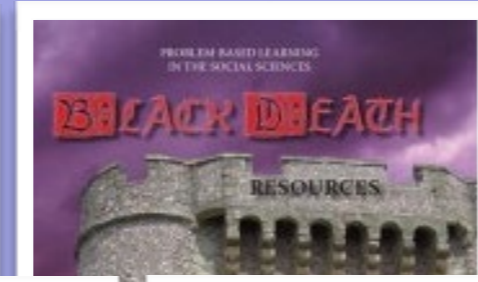 PROBLEM BASED LEARNING
IN THE SOCIAL SCIENCES
BLACK DEATH
RESOURCES